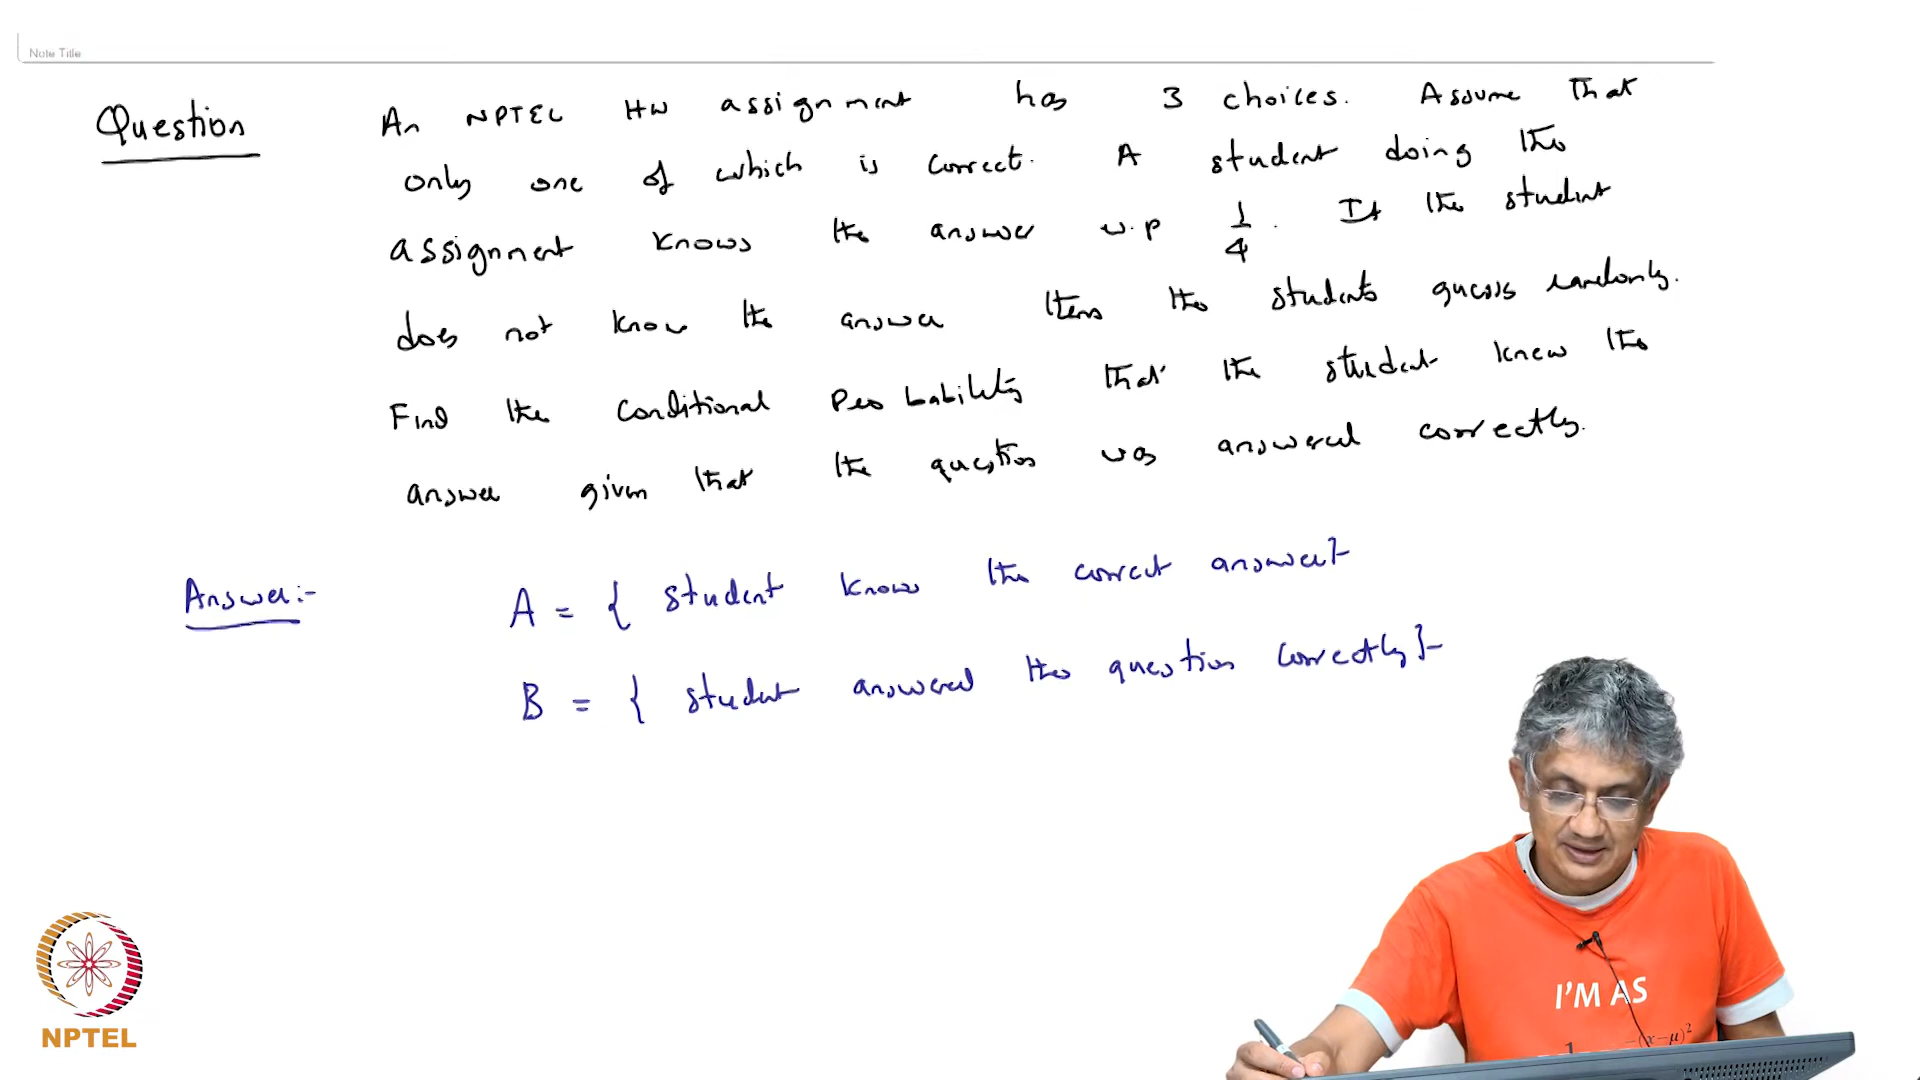 Note Title
Question An NPTEL HW assignment has 3 choices. Assume that
only one of which is correct. A student doing the
assignment knows the answer w.p 1/4. If the student
does not know the answer then the students guess randomly.
Find the conditional Probability that the student knew the
answer given that the question was answered correctly.
Answer:- A = { student knows the correct answer}
B = { student answered the question correctly}
I'M AS
-(x-μ)²
NPTEL